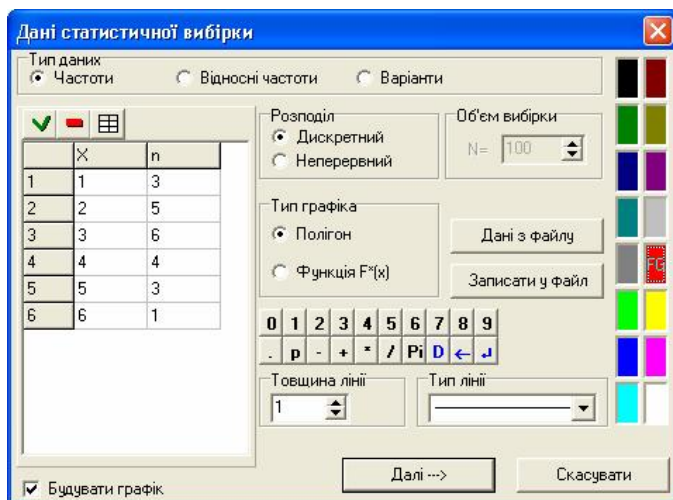 Дані статистичної вибірки
Тип даних
Частоти Відносні частоти Варіанти
X n
1 1 3
2 2 5
3 3 6
4 4 4
5 5 3
6 6 1
Розподіл
Дискретний
Неперервний
Об'єм вибірки
N= 100
Тип графіка
Полігон
Функція F*(x)
Дані з файлу
Записати у файл
FG
0 1 2 3 4 5 6 7 8 9
. p - + * / Pi D ← ↲
Товщина лінії
1
Тип лінії
Будувати графік
Далі --->
Скасувати